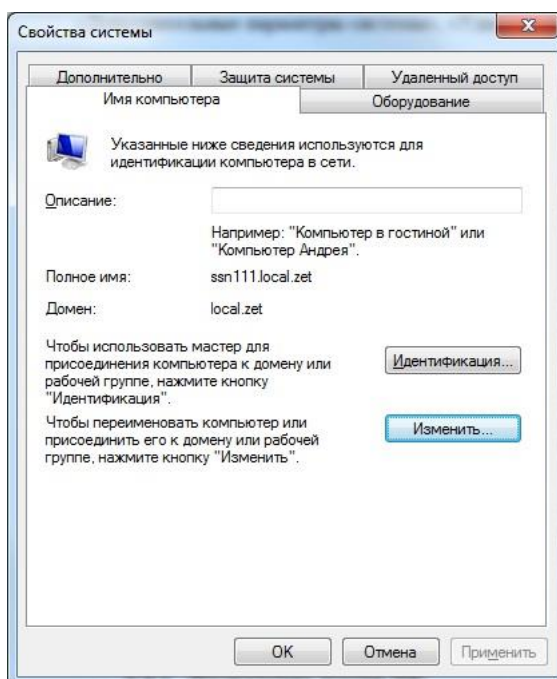 Свойства системы
Дополнительно Защита системы Удаленный доступ
Имя компьютера Оборудование
Указанные ниже сведения используются для
идентификации компьютера в сети.
Описание:
Например: "Компьютер в гостиной" или
"Компьютер Андрея".
Полное имя: ssn111.local.zet
Домен: local.zet
Чтобы использовать мастер для
присоединения компьютера к домену или
рабочей группе, нажмите кнопку
"Идентификация".
Идентификация...
Чтобы переименовать компьютер или
присоединить его к домену или рабочей
группе, нажмите кнопку "Изменить".
Изменить...
OK Отмена Применить